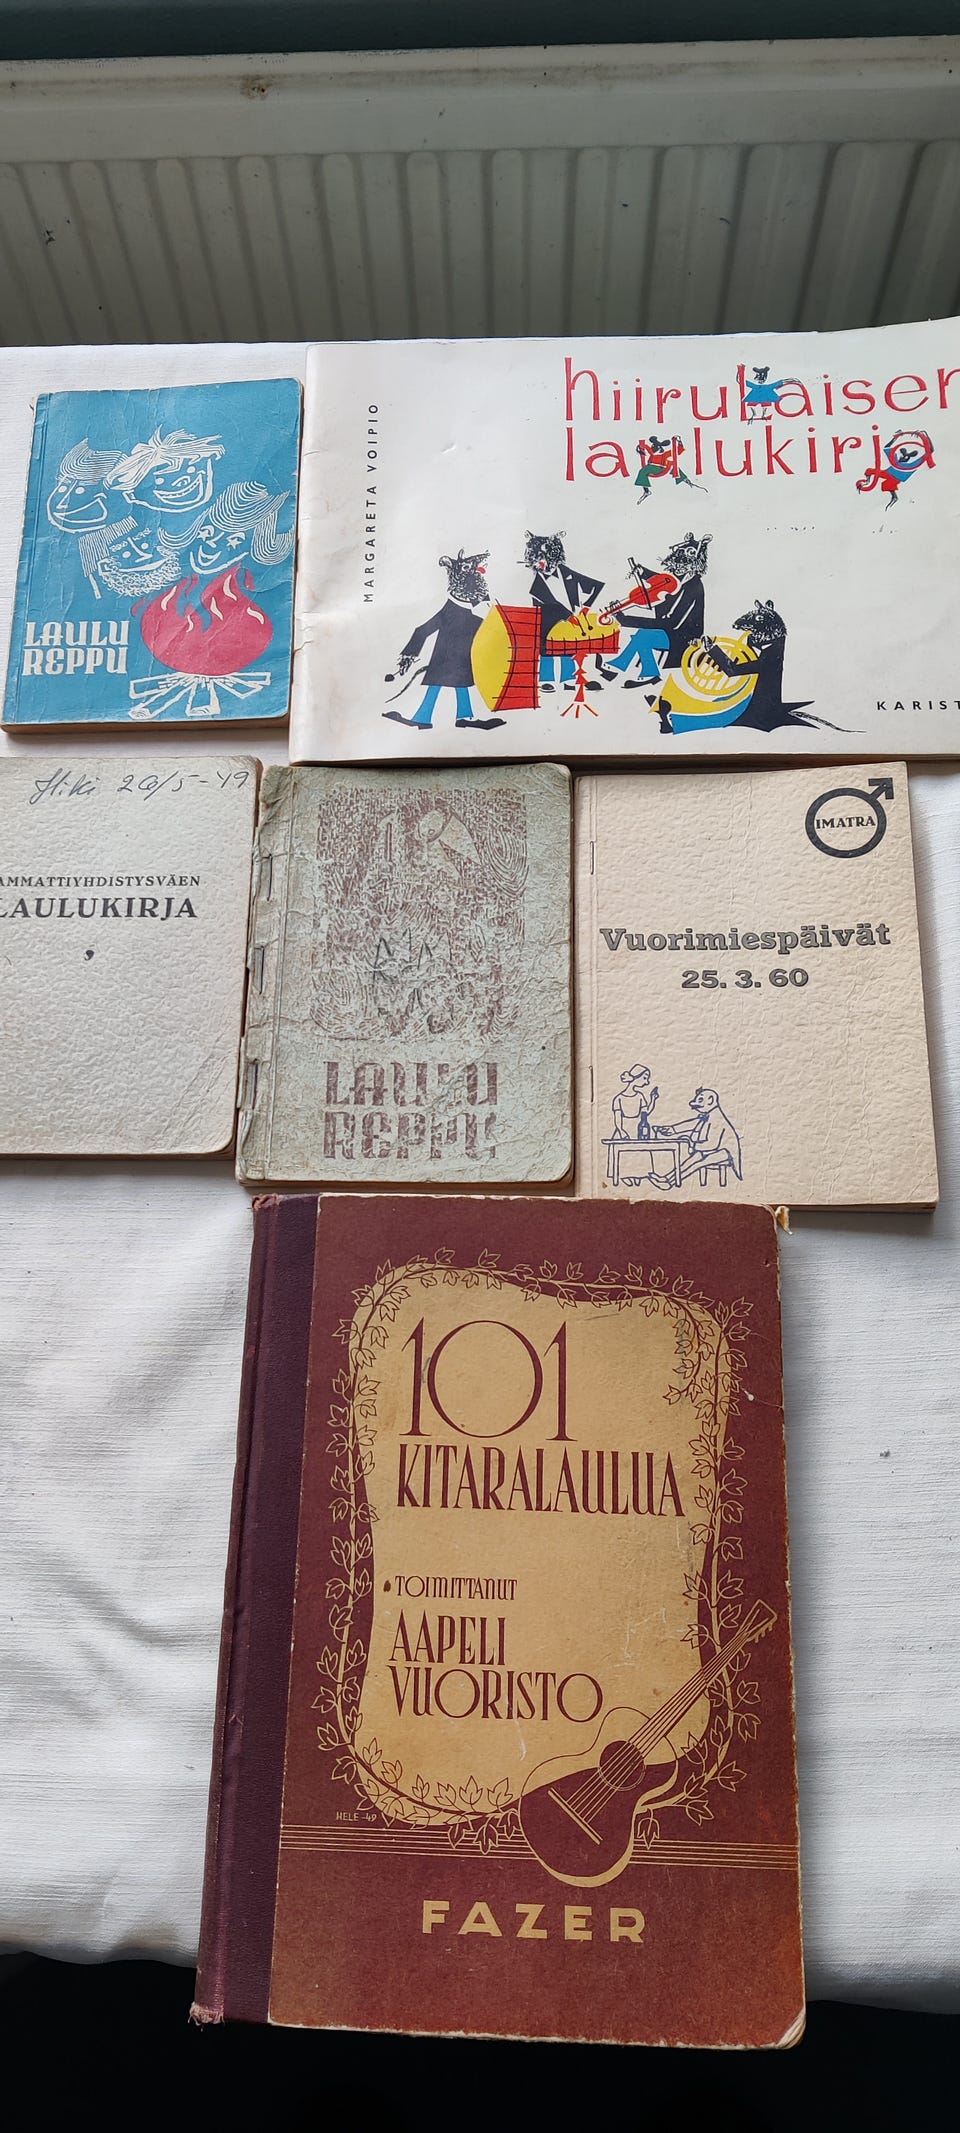 LAULU
REPPU
MARGARETA VOIPIO
hiirulaisen
laulukirja
KARIST
Hiki 20/5-49
AMMATTIYHDISTYSVÄEN
LAULUKIRJA
LAULU
REPPU
IMATRA
Vuorimiespäivät
25. 3. 60
101
KITARALAULUA
TOIMITTANUT
AAPELI
VUORISTO
HELE -49
FAZER